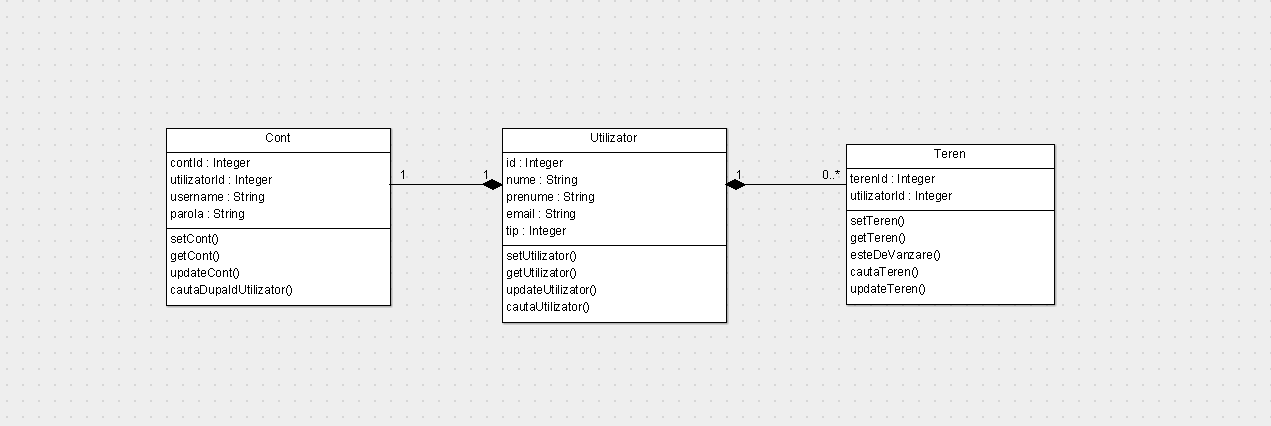 Cont
contId : Integer
utilizatorId : Integer
username : String
parola : String
setCont()
getCont()
updateCont()
cautaDupaIdUtilizator()
1
1
Utilizator
id : Integer
nume : String
prenume : String
email : String
tip : Integer
setUtilizator()
getUtilizator()
updateUtilizator()
cautaUtilizator()
1
0..*
Teren
terenId : Integer
utilizatorId : Integer
setTeren()
getTeren()
esteDeVanzare()
cautaTeren()
updateTeren()